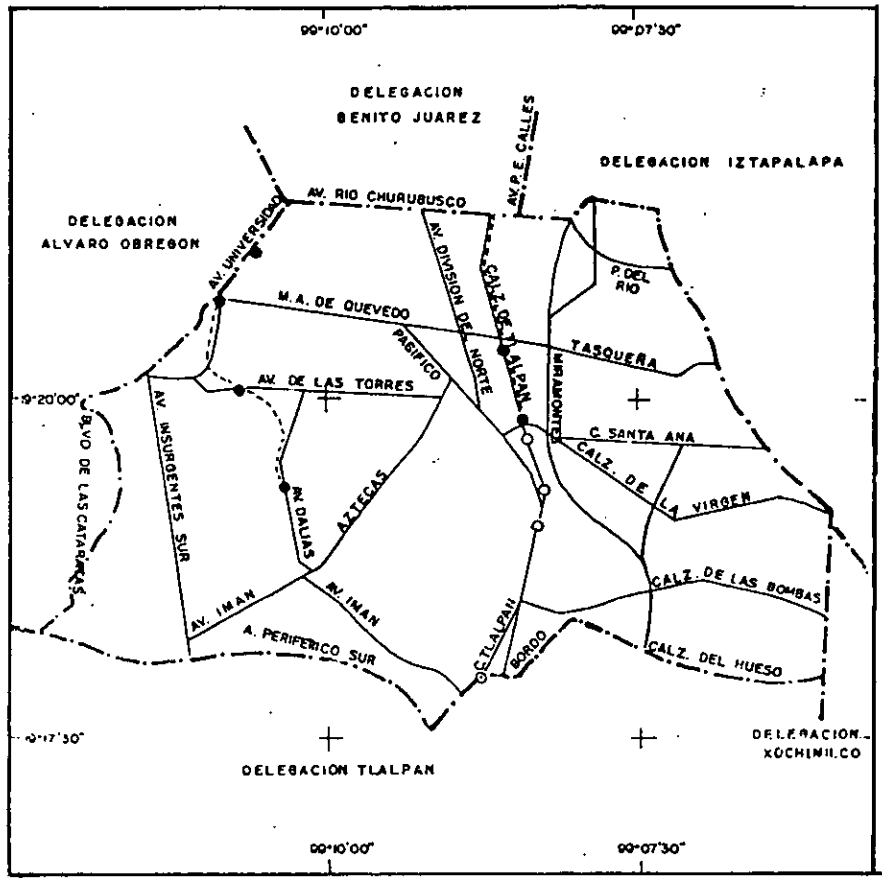 99°10'00"
99°07'30"
DELEGACION
BENITO JUAREZ
AV. P. E. CALLES
DELEGACION IZTAPALAPA
DELEGACION
ALVARO OBREGON
AV. UNIVERSIDAD
AV. RIO CHURUBUSCO
AV. DIVISION DE NORTE
CALZ. DE TLALPAN
P. DEL
RIO
M.A. DE QUEVEDO
PACIFICO
MIRAMONTES
TASQUEÑA
9°20'00"
AV. DE LAS TORRES
BLVD DE LAS CATARATAS
AV. INSURGENTES SUR
C. SANTA ANA
CALZ. DE LA VIRGEN
AZTECAS
AV. DALIAS
AV. IMAN
AV. IMAN
CALZ. DE LAS BOMBAS
A. PERIFERICO SUR
C. TLALPAN
BORDO
CALZ. DEL HUESO
17'30"
DELEGACION TLALPAN
DELEGACION
XOCHIMILCO
99°10'00"
99°07'30"